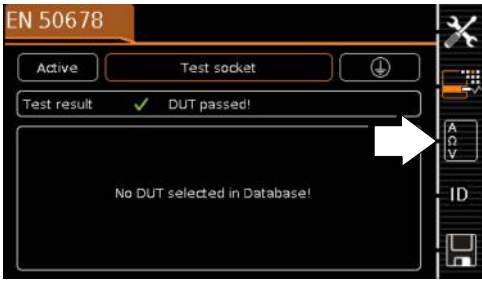 EN 50678
Active
Test socket
Test result ✓ DUT passed!
No DUT selected in Database!
A
Ω
V
ID